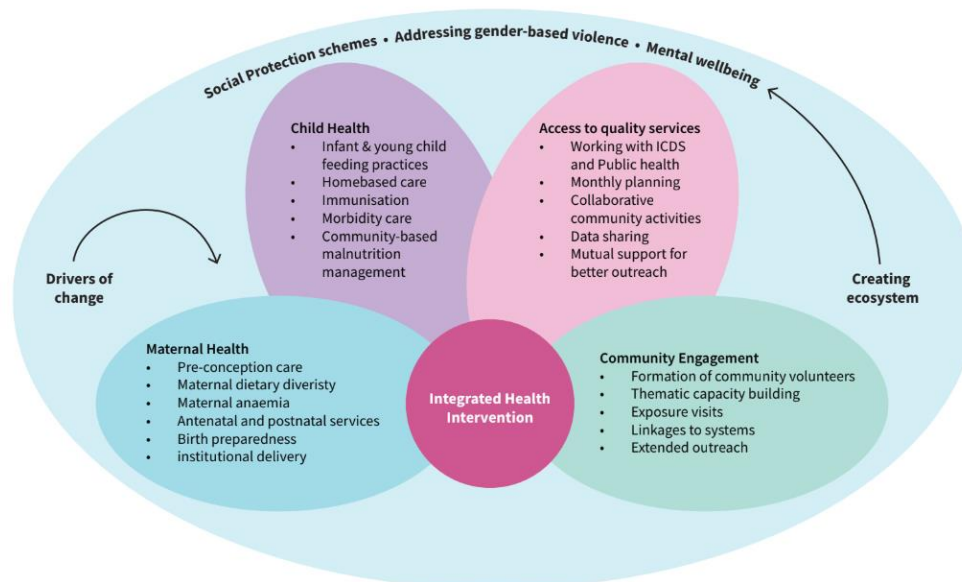 Social Protection schemes • Addressing gender-based violence • Mental wellbeing
Child Health
• Infant & young child
feeding practices
• Homebased care
• Immunisation
• Morbidity care
• Community-based
malnutrition
management
Access to quality services
• Working with ICDS
and Public health
• Monthly planning
• Collaborative
community activities
• Data sharing
• Mutual support for
better outreach
Drivers of
change
Creating
ecosystem
Maternal Health
• Pre-conception care
• Maternal dietary diveristy
• Maternal anaemia
• Antenatal and postnatal services
• Birth preparedness
• institutional delivery
Integrated Health
Intervention
Community Engagement
• Formation of community volunteers
• Thematic capacity building
• Exposure visits
• Linkages to systems
• Extended outreach